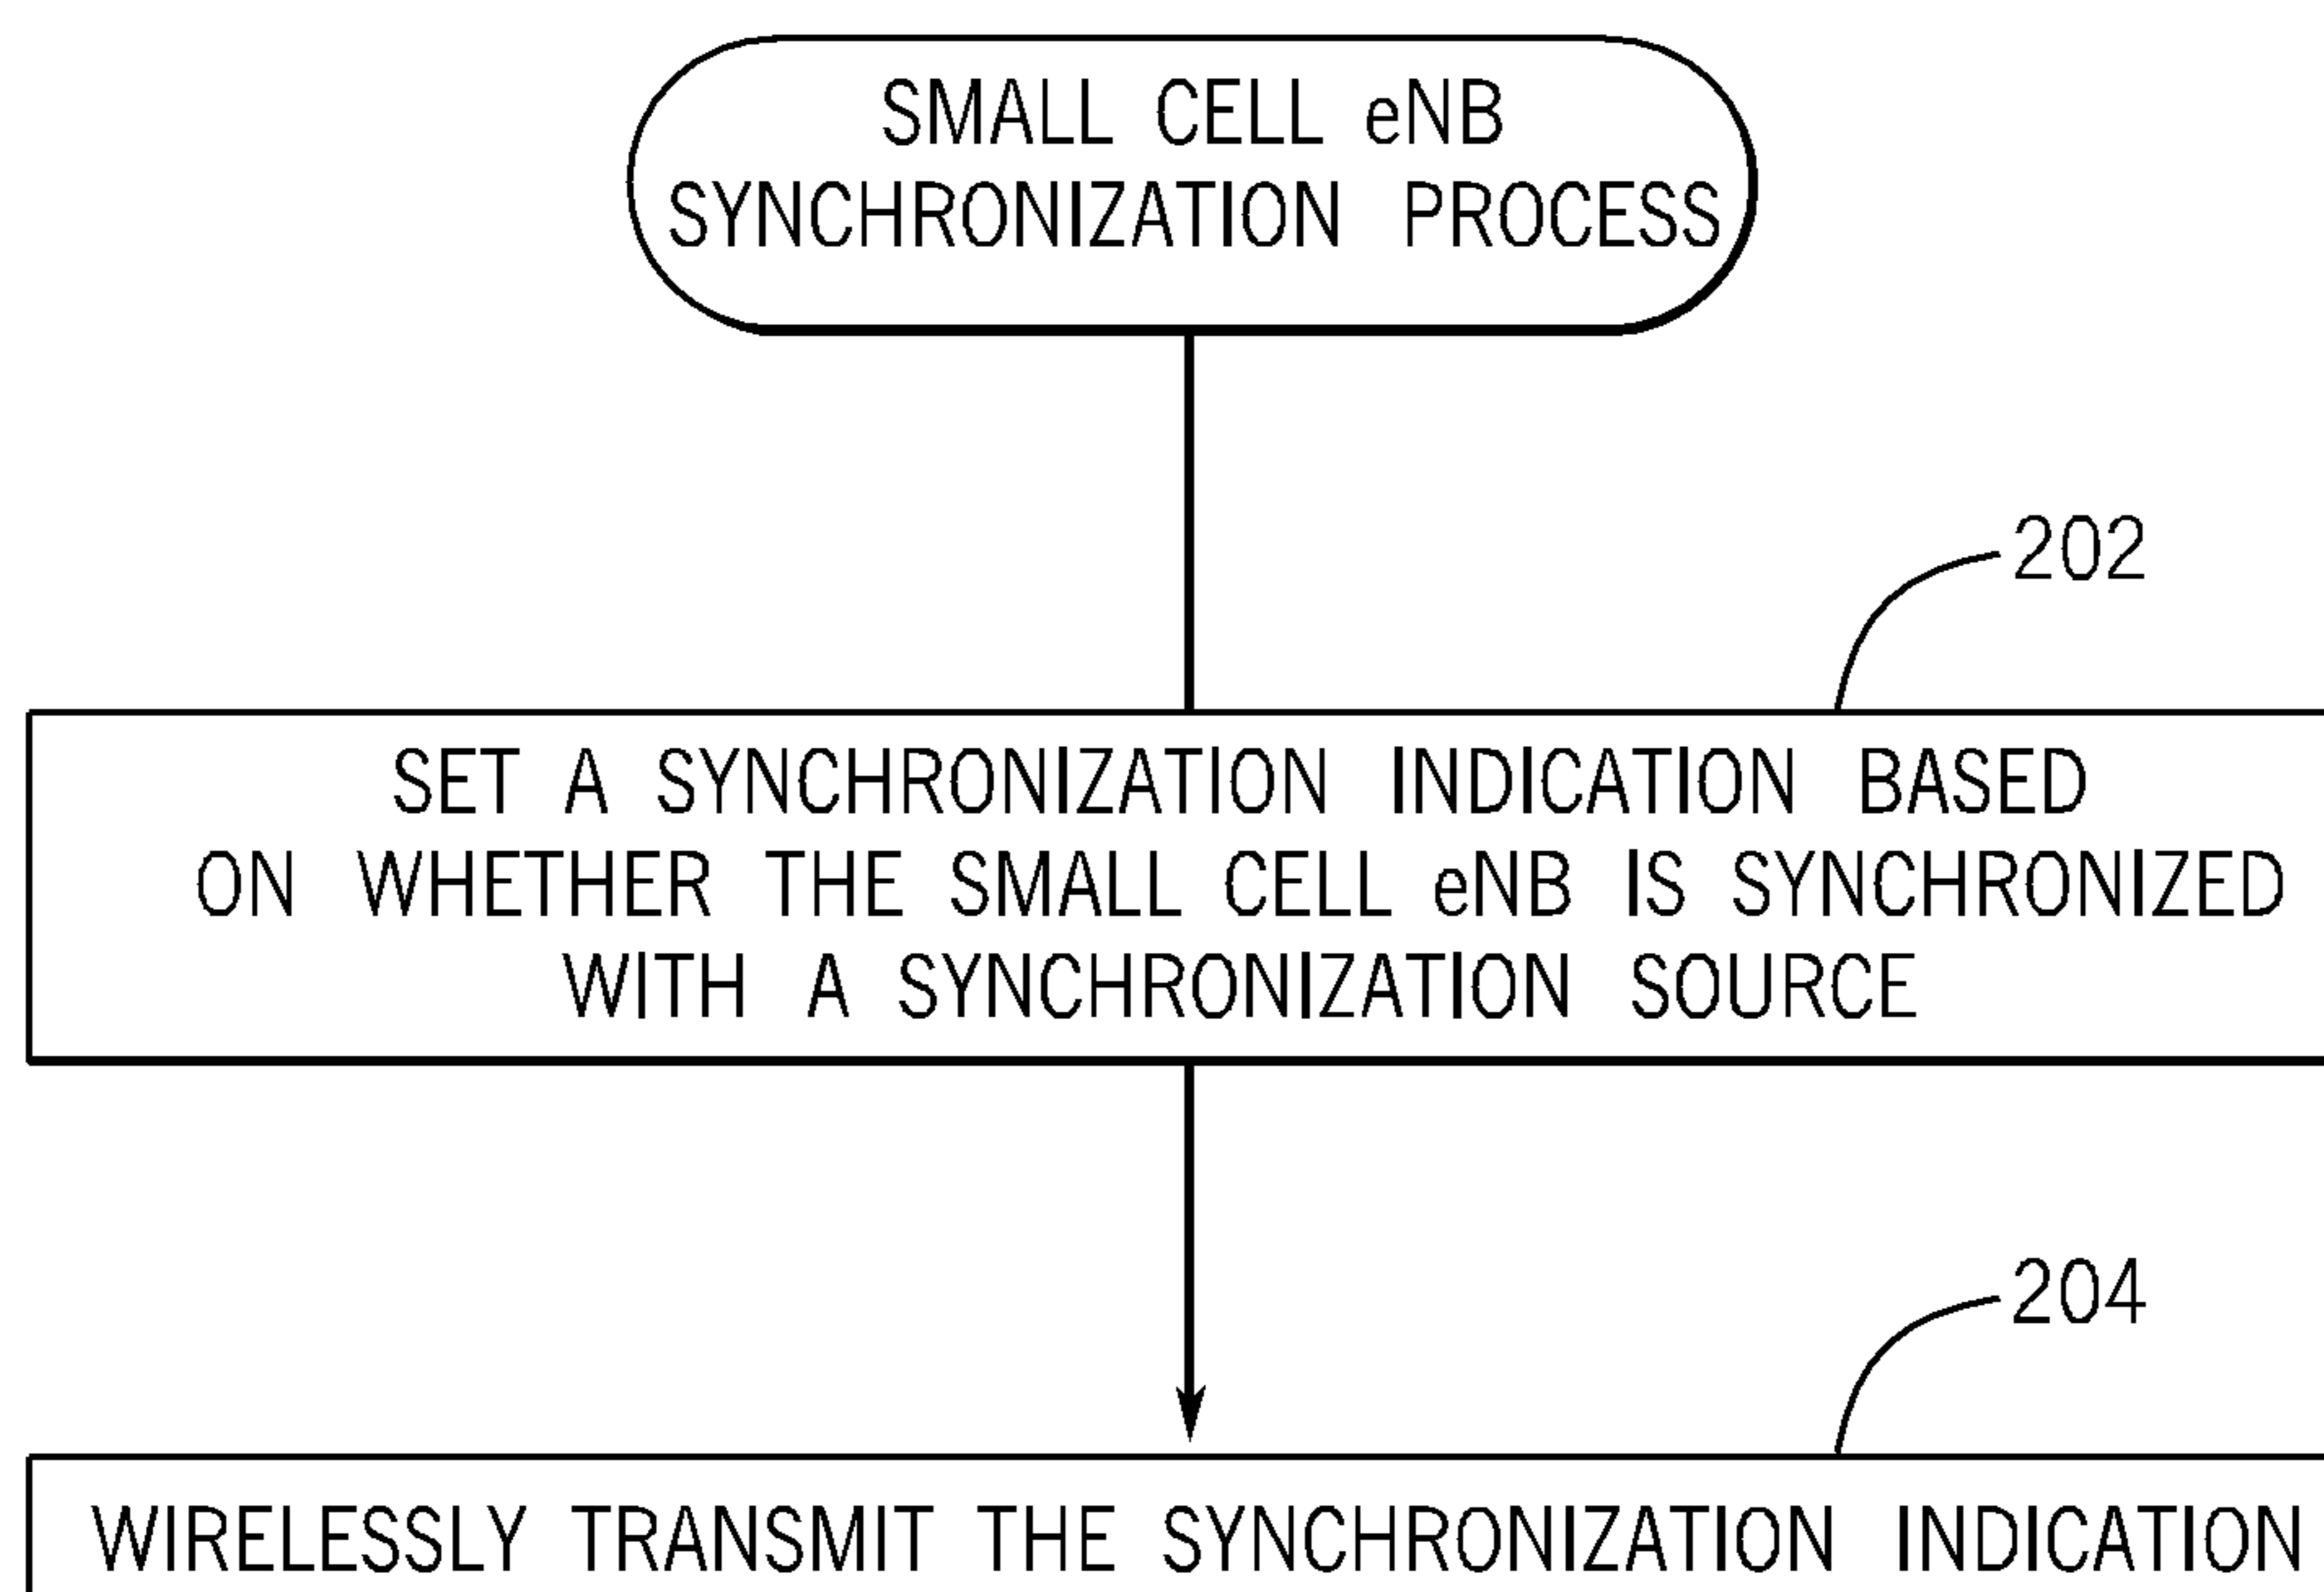 SMALL CELL eNB
SYNCHRONIZATION PROCESS
202
SET A SYNCHRONIZATION INDICATION BASED
ON WHETHER THE SMALL CELL eNB IS SYNCHRONIZED
WITH A SYNCHRONIZATION SOURCE
204
WIRELESSLY TRANSMIT THE SYNCHRONIZATION INDICATION